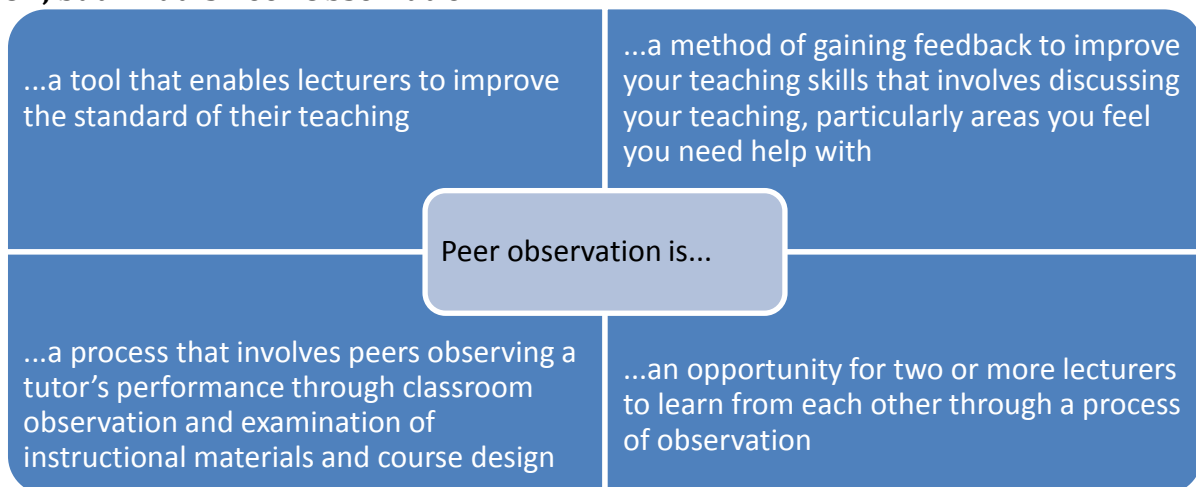 ...a tool that enables lecturers to improve
the standard of their teaching
...a method of gaining feedback to improve
your teaching skills that involves discussing
your teaching, particularly areas you feel
you need help with
Peer observation is...
...a process that involves peers observing a
tutor’s performance through classroom
observation and examination of
instructional materials and course design
...an opportunity for two or more lecturers
to learn from each other through a process
of observation